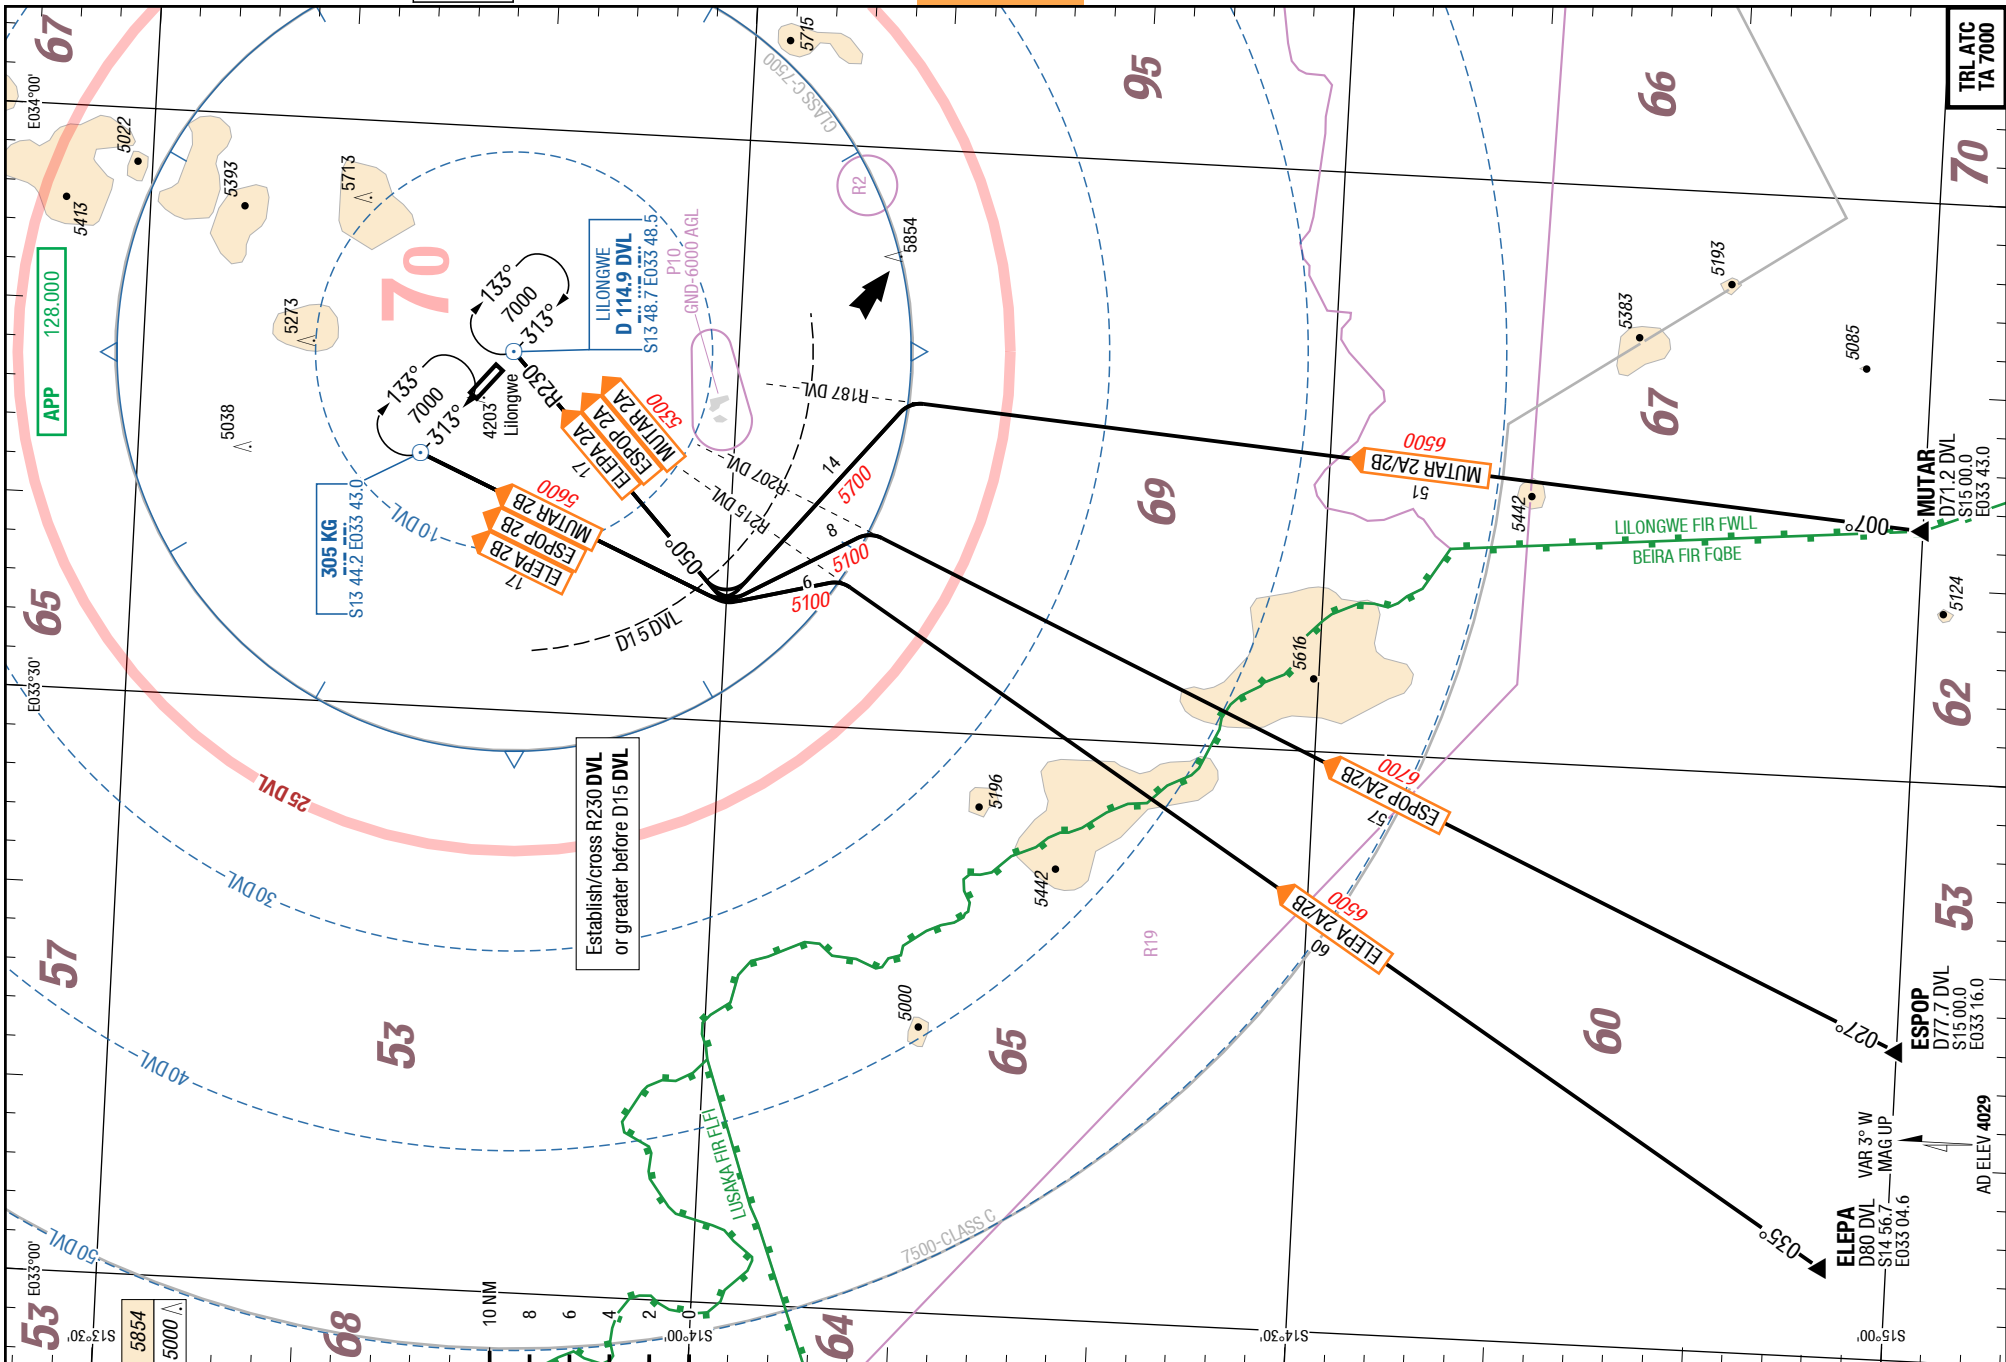 TRL ATC
TA 7000
APP 128.000
67
95
66
70
E034°00'
5715
CLASS C-7500
5022
5393
5413
5713
5273
5038
70
R2
5854
133°
7000
313°
133°
7000
313°
4203
Lilongwe
LILONGWE
D 114.9 DVL
S13 48.7 E033 48.5
P10
GND-6000 AGL
R230
R187 DVL
R207 DVL
R215 DVL
305 KG
S13 44.2 E033 43.0
10 DVL
ELEPA 2A
ESPOP 2A
MUTAR 2A
5300
17
MUTAR 2B
ESPOP 2B
ELEPA 2B
5600
17
050°
D15 DVL
14
5700
8
5100
6
5100
65
69
67
5193
5383
5085
MUTAR 2A/2B
6500
51
5442
007°
MUTAR
D71.2 DVL
S15 00.0
E033 43.0
LILONGWE FIR FWLL
BEIRA FIR FQBE
5124
5616
62
E033°30'
25 DVL
Establish/cross R230 DVL
or greater before D15 DVL
5196
5442
ESPOP 2A/2B
6700
57
ELEPA 2A/2B
6500
60
30 DVL
57
53
R19
53
5000
65
60
027°
ESPOP
D77.7 DVL
S15 00.0
E033 16.0
40 DVL
LUSAKA FIR FLFI
7500-CLASS C
035°
ELEPA
D80 DVL
S14 56.7
E033 04.6
VAR 3° W
MAG UP
AD ELEV 4029
50 DVL
E033°00'
53
S13°30'
5854
5000
68
10 NM
8
6
4
2
0
S14°00'
64
S14°30'
S15°00'